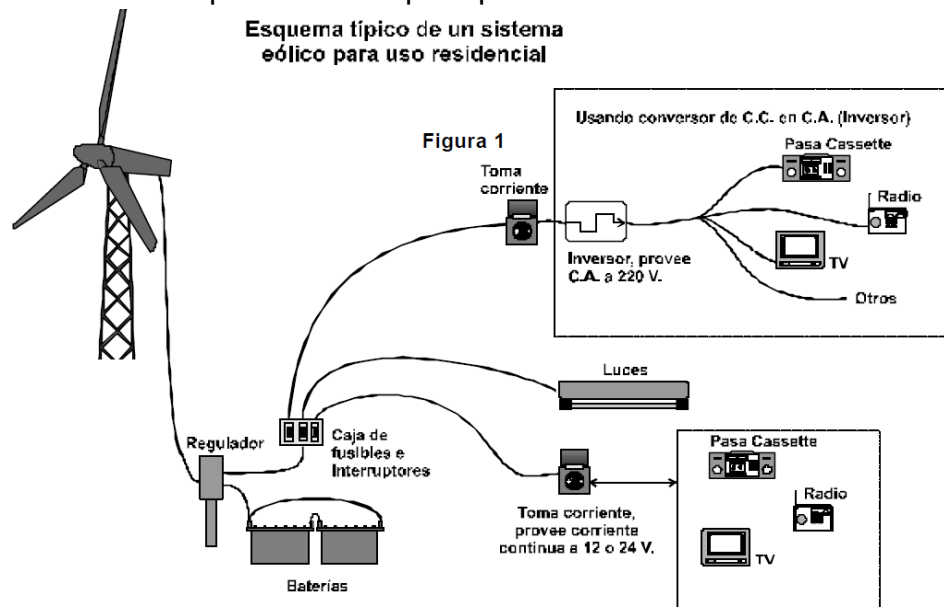 Esquema típico de un sistema
eólico para uso residencial
Figura 1
Usando conversor de C.C. en C.A. (Inversor)
Pasa Cassette
Toma
corriente
Radio
Inversor, provee
C.A. a 220 V.
TV
Otros
Luces
Regulador
Caja de
fusibles e
Interruptores
Pasa Cassette
Radio
Toma corriente,
provee corriente
continua a 12 o 24 V.
TV
Baterías